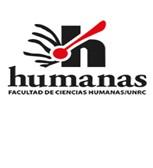 h
humanas
FACULTAD DE CIENCIAS HUMANAS/UNRC